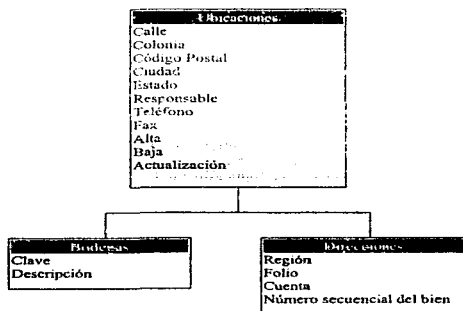 Ubicaciones
Calle
Colonia
Código Postal
Ciudad
Estado
Responsable
Teléfono
Fax
Alta
Baja
Actualización
Bodegas
Clave
Descripción
Direcciones
Región
Folio
Cuenta
Número secuencial del bien